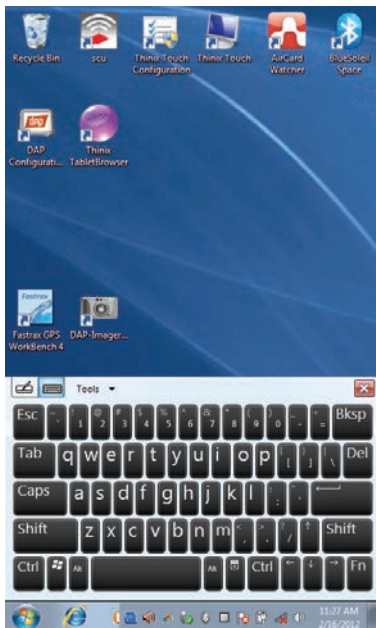 Recycle Bin
scu
Thinix Touch
Configuration
Thinix Touch
AirCard
Watcher
BlueSoleil
Space
dap
DAP
Configurati...
Thinix
TabletBrowser
Fastrax
Fastrax GPS
WorkBench 4
DAP-Imager...
Tools
Esc ~ ` ! 1 @ 2 # 3 $ 4 % 5 ^ 6 & 7 * 8 ( 9 ) 0 _ - + = Bksp
Tab q w e r t y u i o p { [ } ] | \ Del
Caps a s d f g h j k l : ; " '
Shift z x c v b n m < , > . ? / ↑ Shift
Ctrl Alt Alt Ctrl ← ↓ → Fn
11:27 AM
2/16/2012